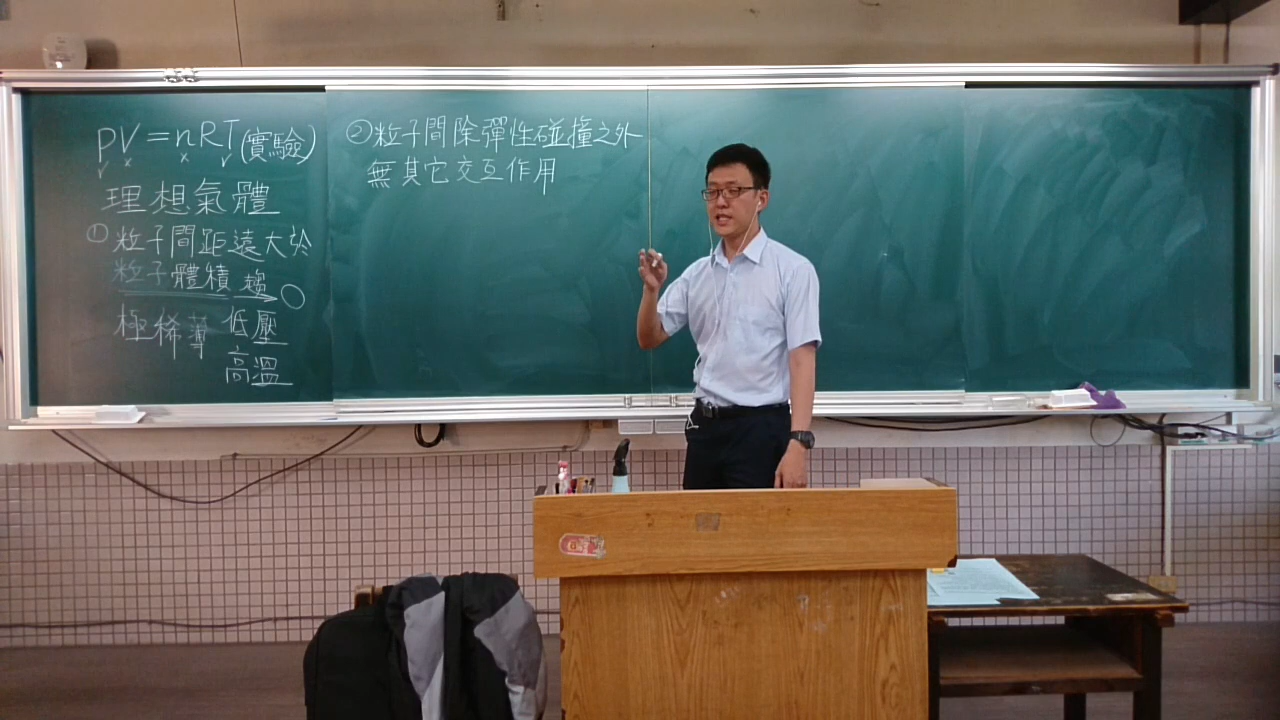 pV=nRT(實驗)
理想氣體
①粒子間距遠大於
粒子體積 趨→〇
極稀薄 低壓
高溫
②粒子間除彈性碰撞之外
無其它交互作用